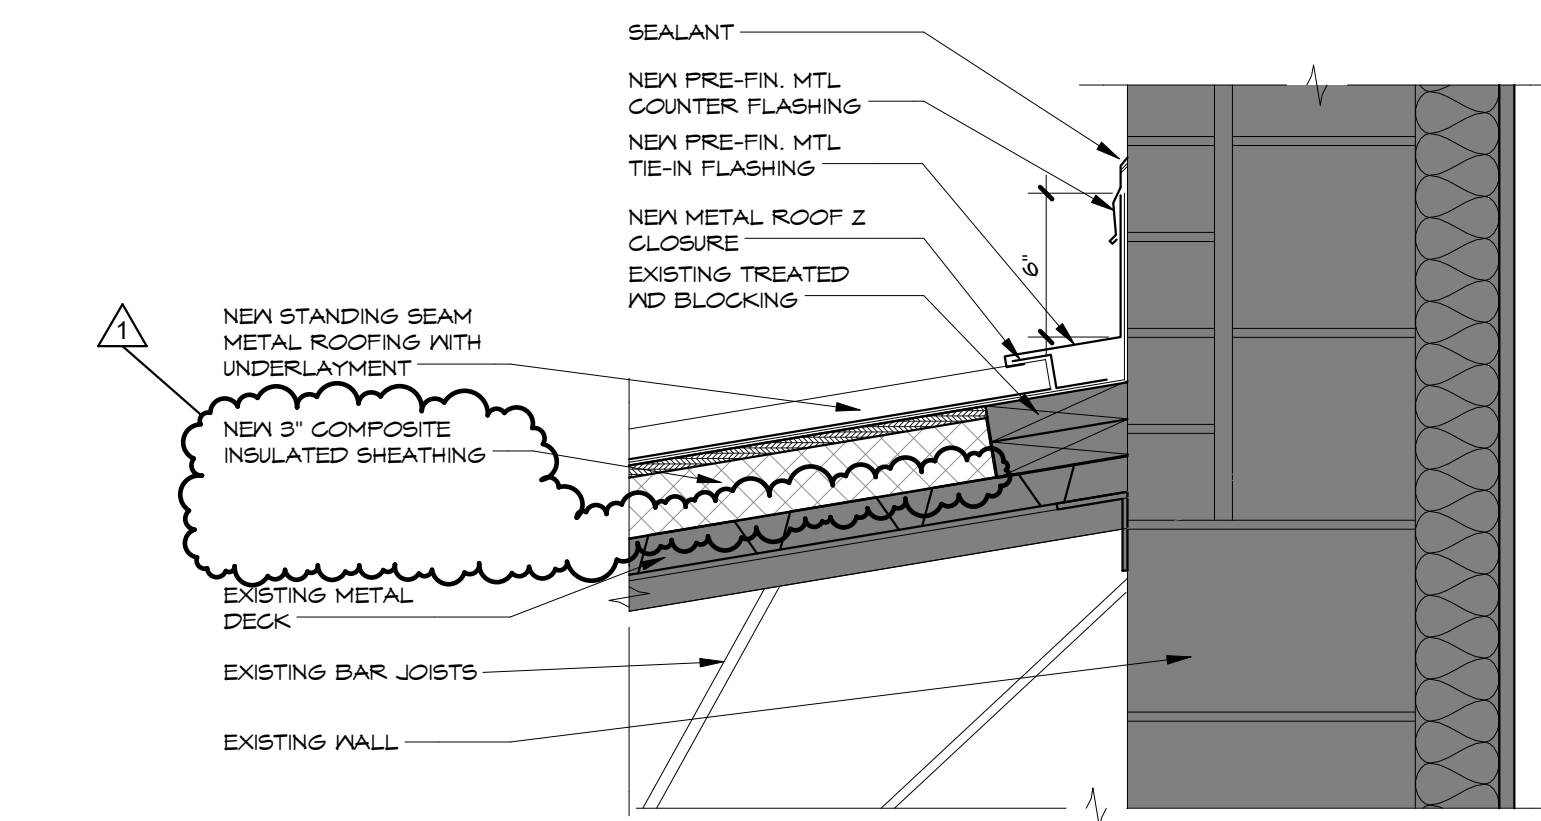 SEALANT
NEW PRE-FIN. MTL
COUNTER FLASHING
NEW PRE-FIN. MTL
TIE-IN FLASHING
NEW METAL ROOF Z
CLOSURE
EXISTING TREATED
WD BLOCKING
6"
1
NEW STANDING SEAM
METAL ROOFING WITH
UNDERLAYMENT
NEW 3" COMPOSITE
INSULATED SHEATHING
EXISTING METAL
DECK
EXISTING BAR JOISTS
EXISTING WALL